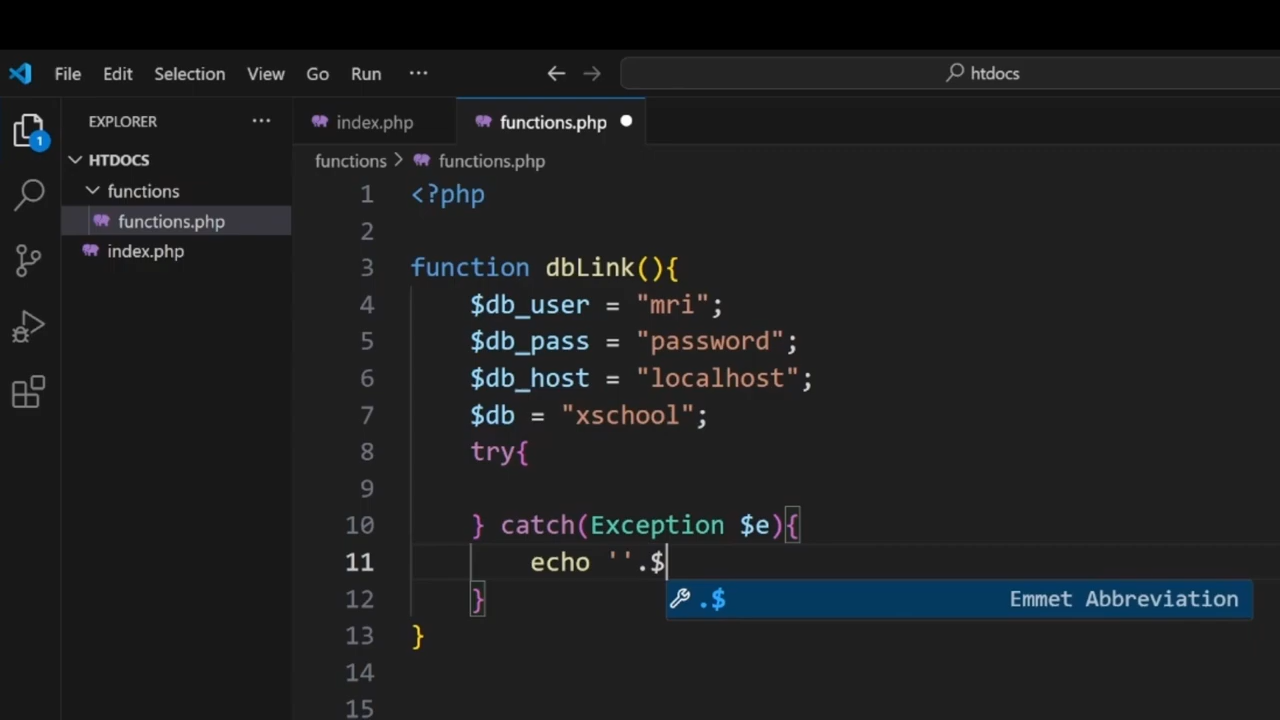 File Edit Selection View Go Run ··· ← → htdocs
EXPLORER ···
index.php
functions.php
1
HTDOCS
functions
functions.php
index.php
functions > functions.php
1 <?php
2
3 function dbLink(){
4 $db_user = "mri";
5 $db_pass = "password";
6 $db_host = "localhost";
7 $db = "xschool";
8 try{
9
10 } catch(Exception $e){
11 echo ''.$
.$ Emmet Abbreviation
12 }
13 }
14
15